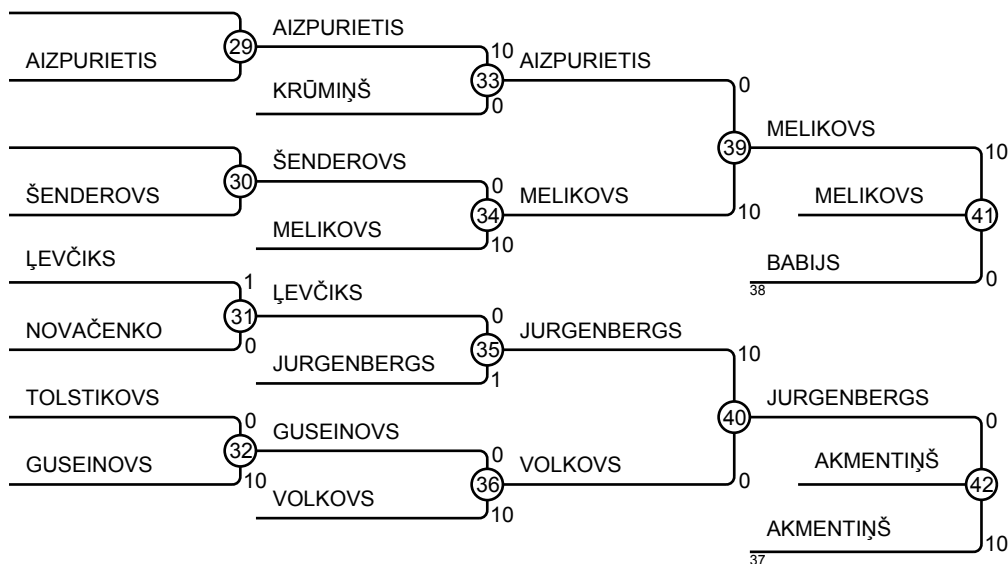 AIZPURIETIS
29
AIZPURIETIS
10
KRŪMIŅŠ
0
33
AIZPURIETIS
0
ŠENDEROVS
30
ŠENDEROVS
0
MELIKOVS
10
34
MELIKOVS
10
39
MELIKOVS
10
MELIKOVS
41
BABIJS
38
0
ĻEVČIKS
1
NOVAČENKO
0
31
ĻEVČIKS
0
JURGENBERGS
1
35
JURGENBERGS
10
TOLSTIKOVS
0
GUSEINOVS
10
32
GUSEINOVS
0
VOLKOVS
10
36
VOLKOVS
0
40
JURGENBERGS
0
AKMENTIŅŠ
42
AKMENTIŅŠ
37
10